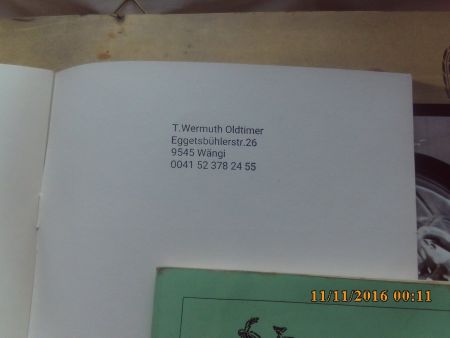 T.Wermuth Oldtimer
Eggetsbühlerstr.26
9545 Wängi
0041 52 378 24 55
11/11/2016 00:11